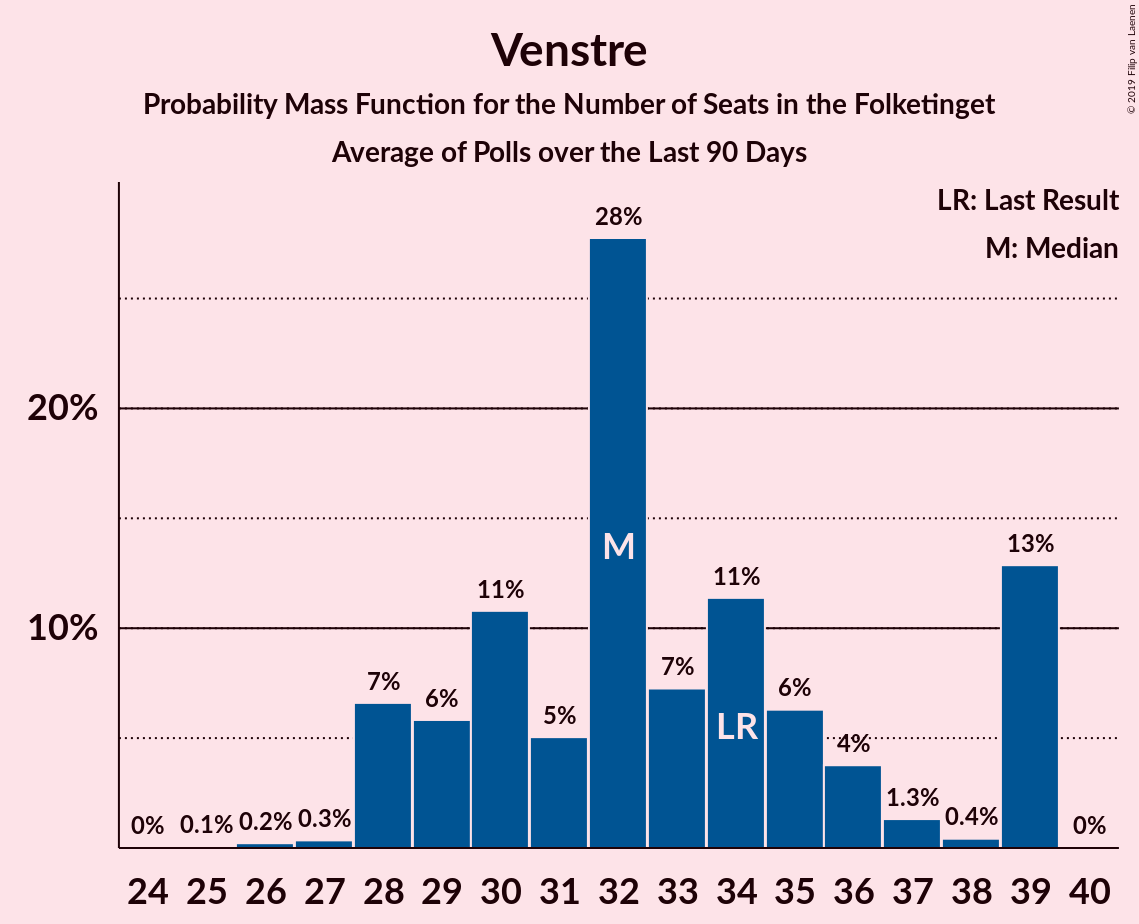 Venstre
Probability Mass Function for the Number of Seats in the Folketinget
Average of Polls over the Last 90 Days
© 2019 Filip van Laenen
LR: Last Result
M: Median
28%
20%
M
13%
11%
11%
10%
7%
7%
6%
6%
5%
LR
4%
1.3%
0%
0.1%
0.2%
0.3%
0.4%
0%
24 25 26 27 28 29 30 31 32 33 34 35 36 37 38 39 40